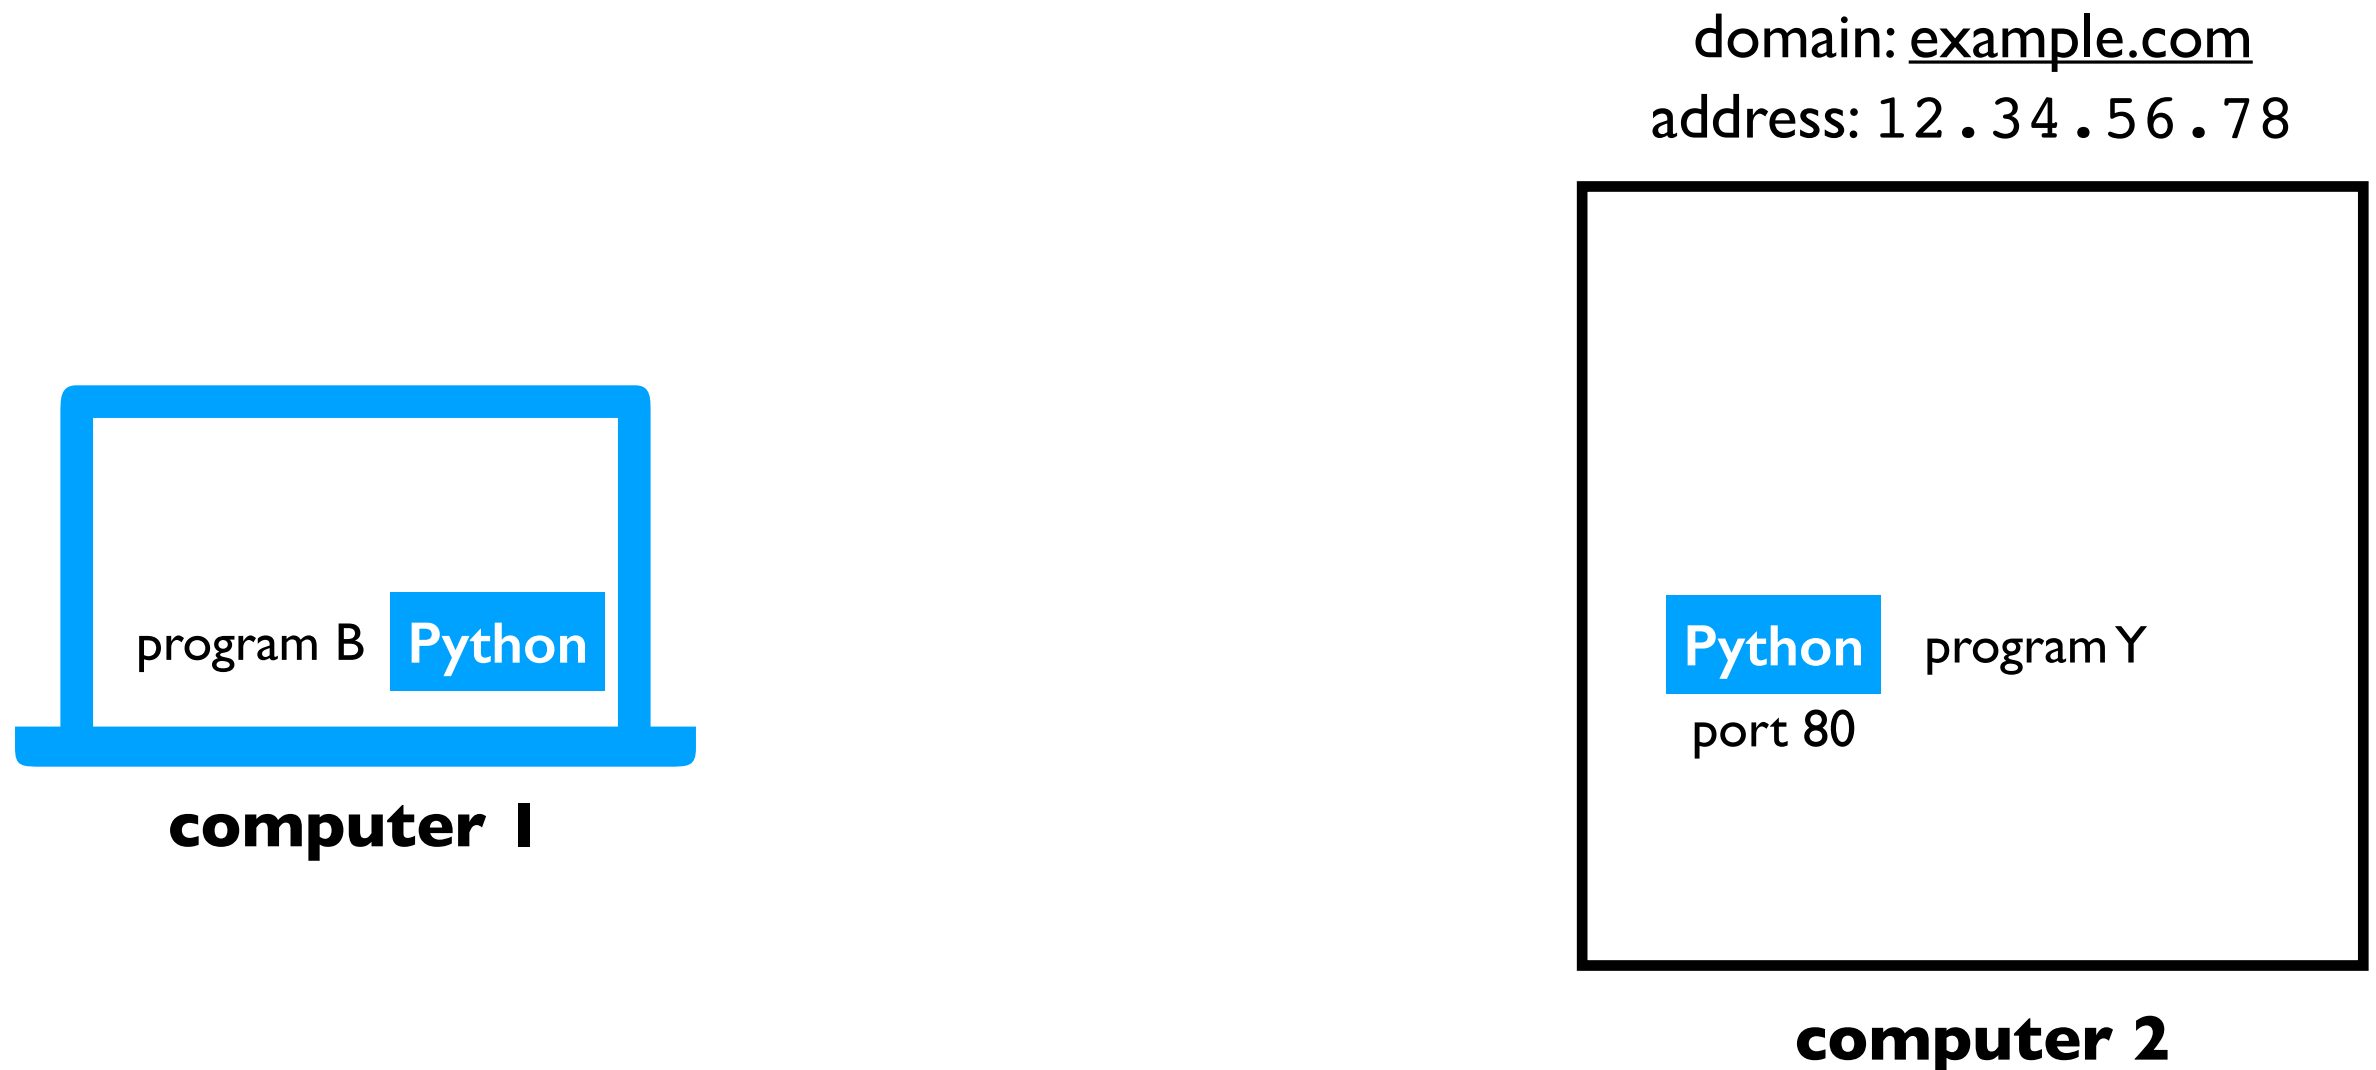 domain: example.com
address: 12.34.56.78
program B Python
Python program Y
port 80
computer 1
computer 2